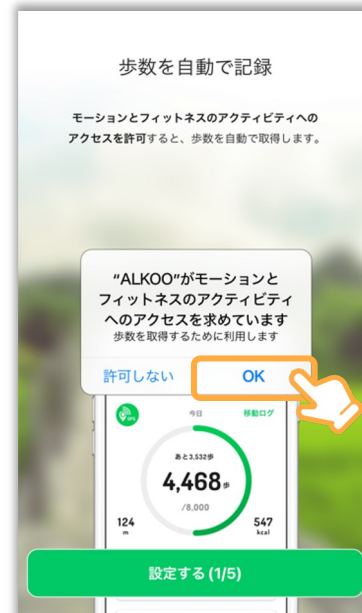 歩数を自動で記録
モーションとフィットネスのアクティビティへの
アクセスを許可すると、歩数を自動で取得します。
"ALKOO"がモーションと
フィットネスのアクティビティ
へのアクセスを求めています
歩数を取得するために利用します
許可しない OK
GPS 今日 移動ログ
あと3,532歩
4,468歩
/8,000
124 547
m kcal
設定する (1/5)